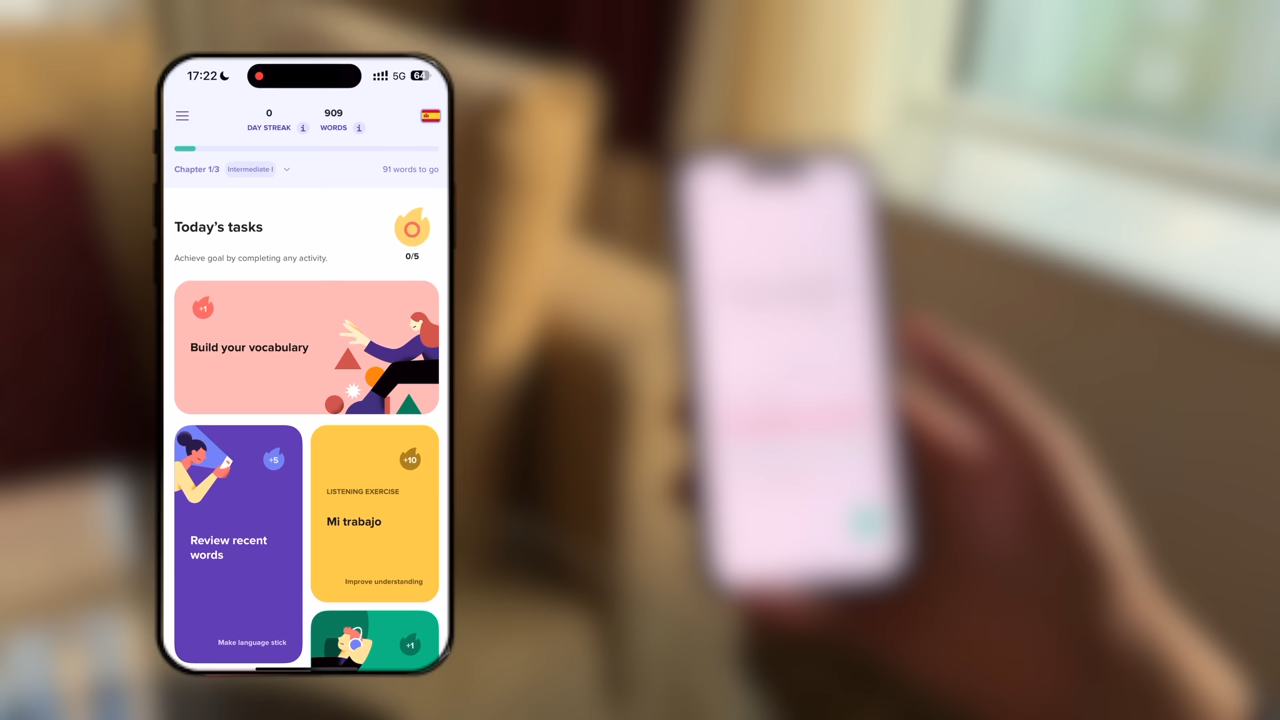 17:22 5G 64
0 909
DAY STREAK i WORDS i
Chapter 1/3 Intermediate I 91 words to go
Today's tasks
0/5
Achieve goal by completing any activity.
+1
Build your vocabulary
+5
Review recent
words
Make language stick
+10
LISTENING EXERCISE
Mi trabajo
Improve understanding
+1